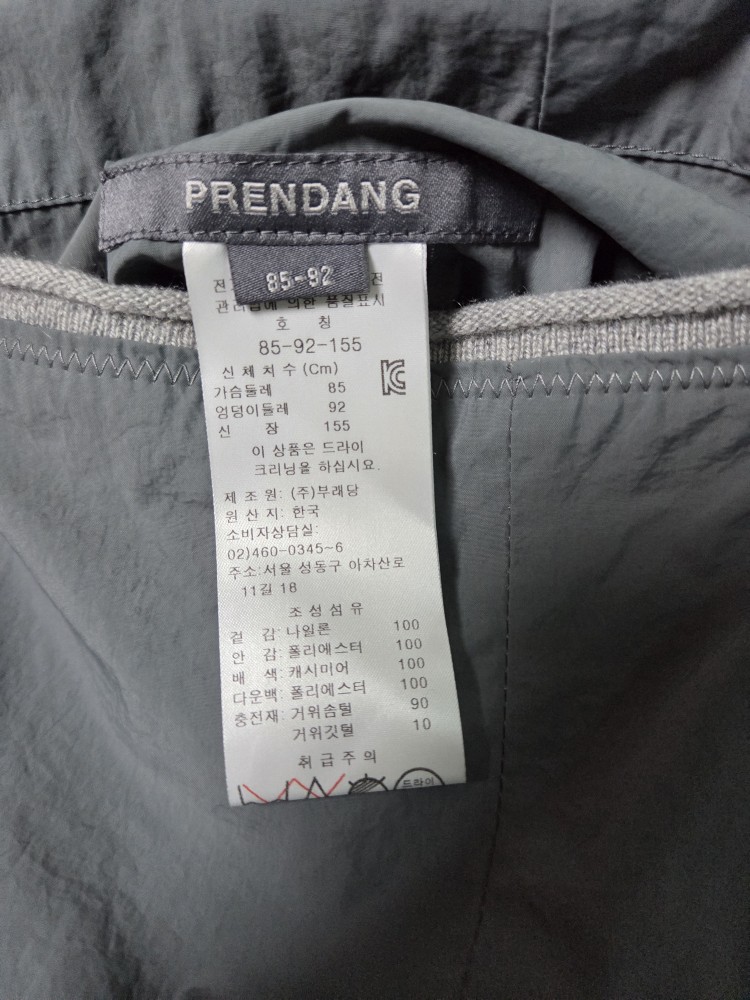 PRENDANG
85-92
관리법에 의한 품질표시
호 칭
85-92-155
신체치수(Cm)
가슴둘레 85
엉덩이둘레 92
신 장 155
이 상품은 드라이
크리닝을 하십시요.
제 조 원: (주)부래당
원 산 지: 한국
소비자상담실:
02)460-0345~6
주소:서울 성동구 아차산로
11길 18
조성섬유
겉 감: 나일론 100
안 감: 폴리에스터 100
배 색: 캐시미어 100
다운백: 폴리에스터 100
충전재: 거위솜털 90
거위깃털 10
취급주의
드라이